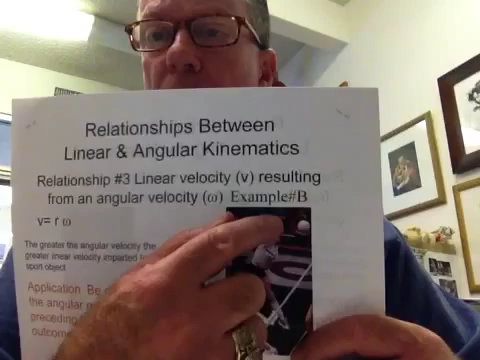 Relationships Between
Linear & Angular Kinematics
Relationship #3 Linear velocity (v) resulting
from an angular velocity (ω) Example#B
v= r ω
The greater the angular velocity the
greater linear velocity imparted
sport object
Application Be
the angular
preceding
outcome